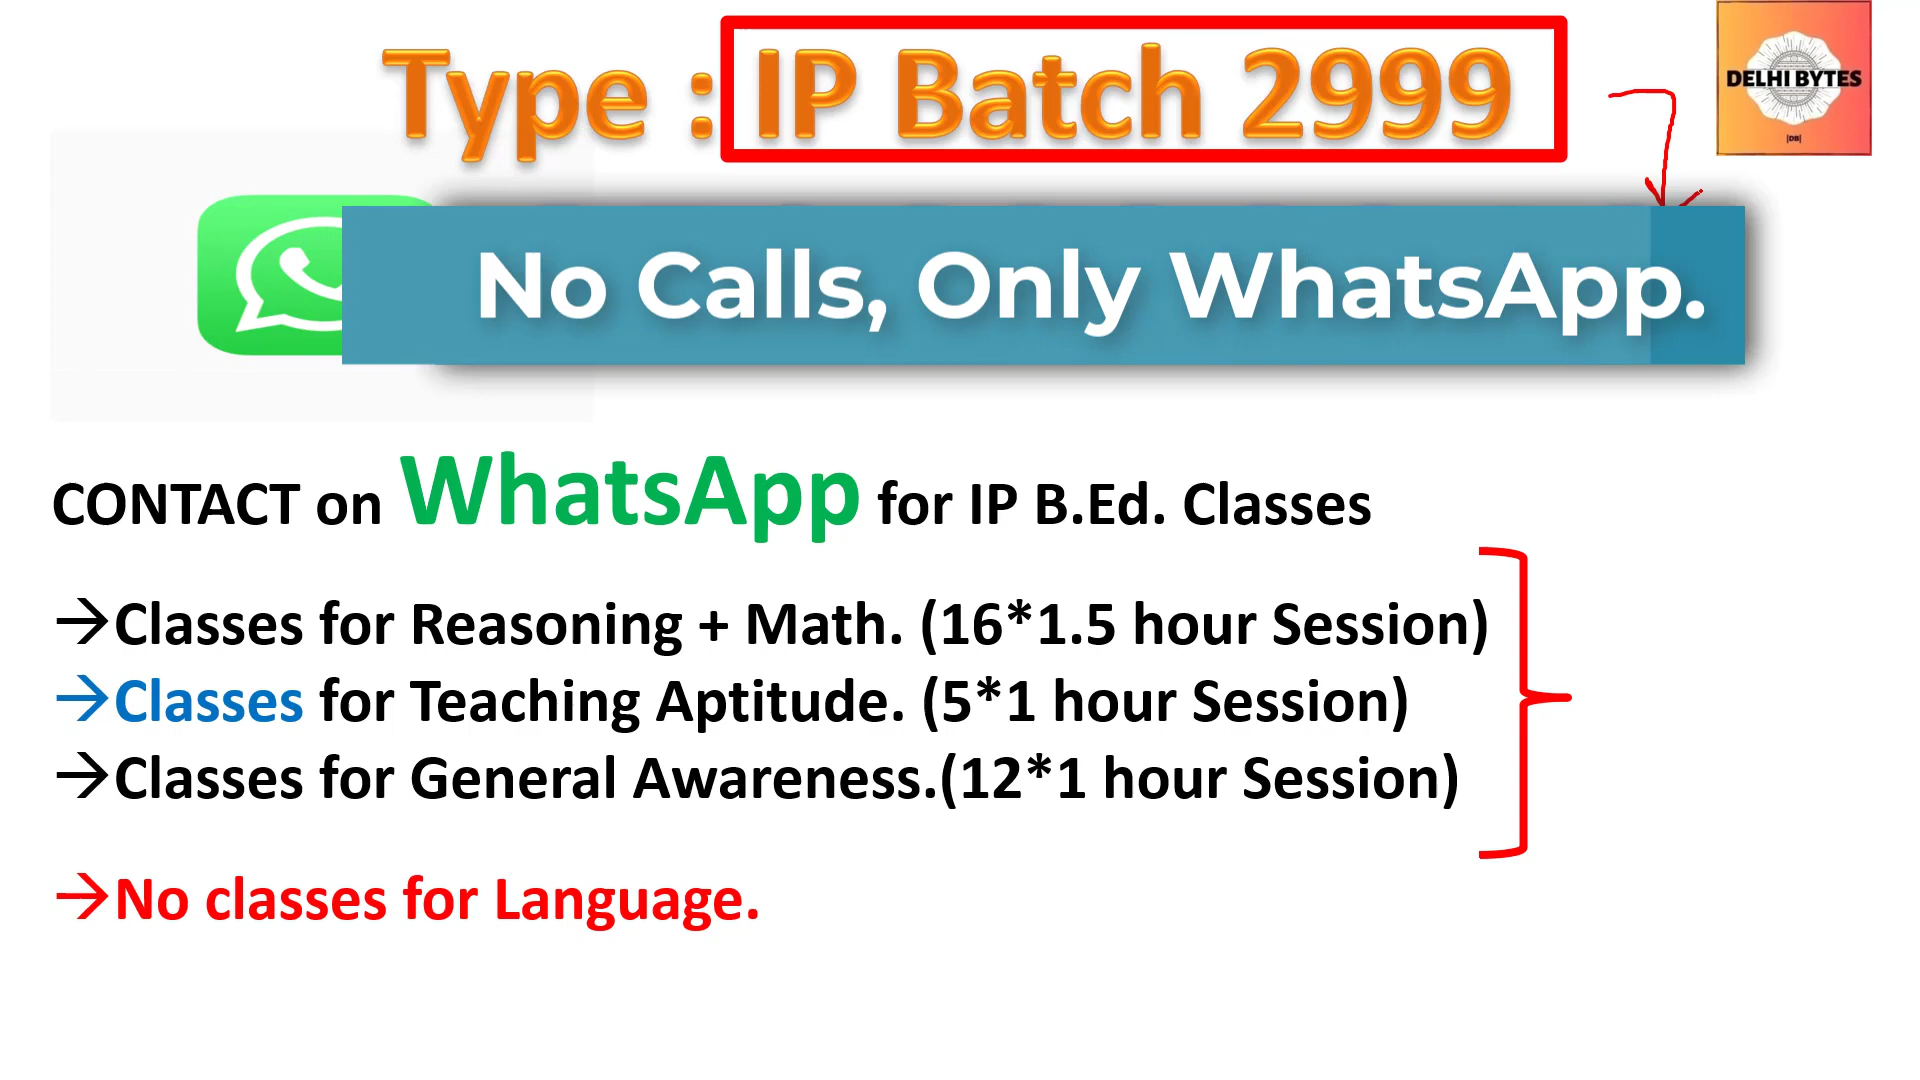 Type : IP Batch 2999
DELHI BYTES
|DB|
No Calls, Only WhatsApp.
CONTACT on WhatsApp for IP B.Ed. Classes
→Classes for Reasoning + Math. (16*1.5 hour Session)
→Classes for Teaching Aptitude. (5*1 hour Session)
→Classes for General Awareness.(12*1 hour Session)
→No classes for Language.